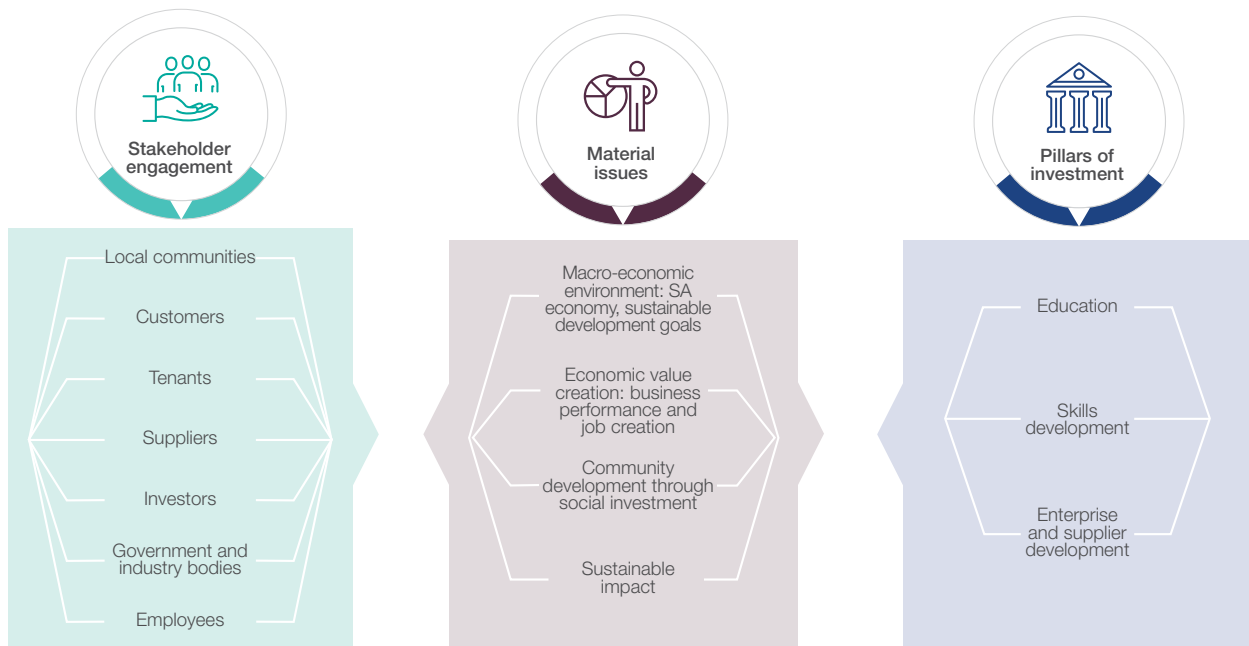 Stakeholder
engagement
Local communities
Customers
Tenants
Suppliers
Investors
Government and
industry bodies
Employees
Material
issues
Macro-economic
environment: SA
economy, sustainable
development goals
Economic value
creation: business
performance and
job creation
Community
development through
social investment
Sustainable
impact
Pillars of
investment
Education
Skills
development
Enterprise
and supplier
development